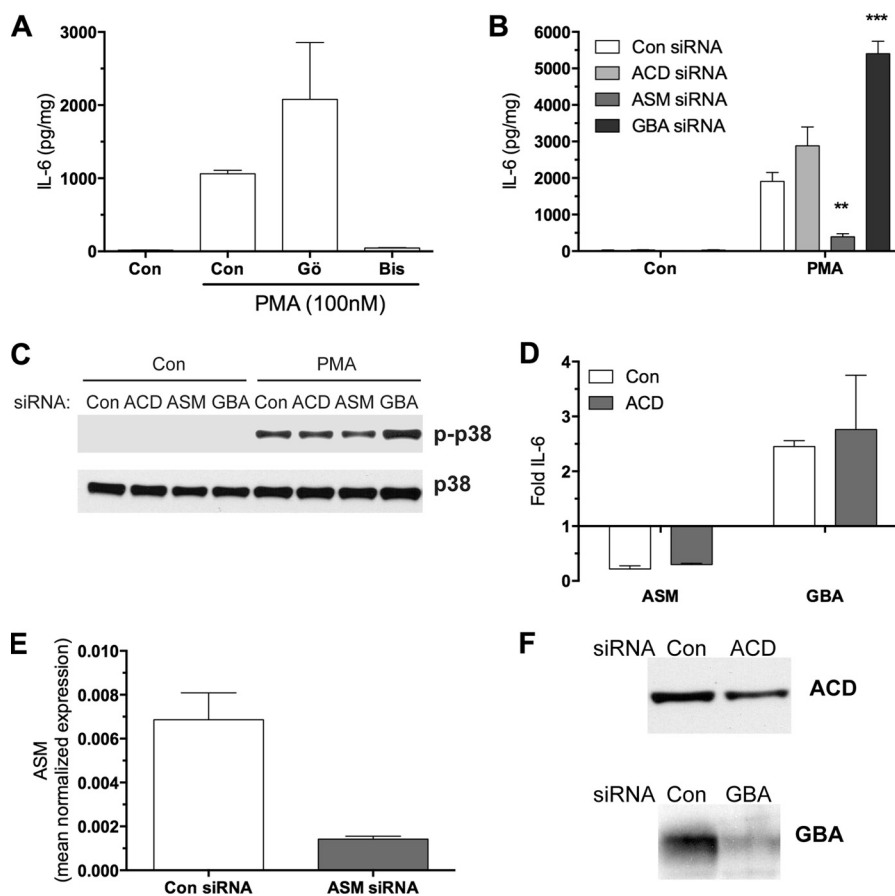 A
IL-6 (pg/mg)
3000
2000
1000
0
Con
Con
Gö
Bis
PMA (100nM)
B
IL-6 (pg/mg)
6000
5000
4000
3000
2000
1000
0
Con siRNA
ACD siRNA
ASM siRNA
GBA siRNA
**
***
Con
PMA
C
Con
PMA
siRNA: Con ACD ASM GBA Con ACD ASM GBA
p-p38
p38
D
Fold IL-6
4
3
2
1
0
Con
ACD
ASM
GBA
E
ASM
(mean normalized expression)
0.010
0.008
0.006
0.004
0.002
0.000
Con siRNA
ASM siRNA
F
siRNA Con ACD
ACD
siRNA Con GBA
GBA